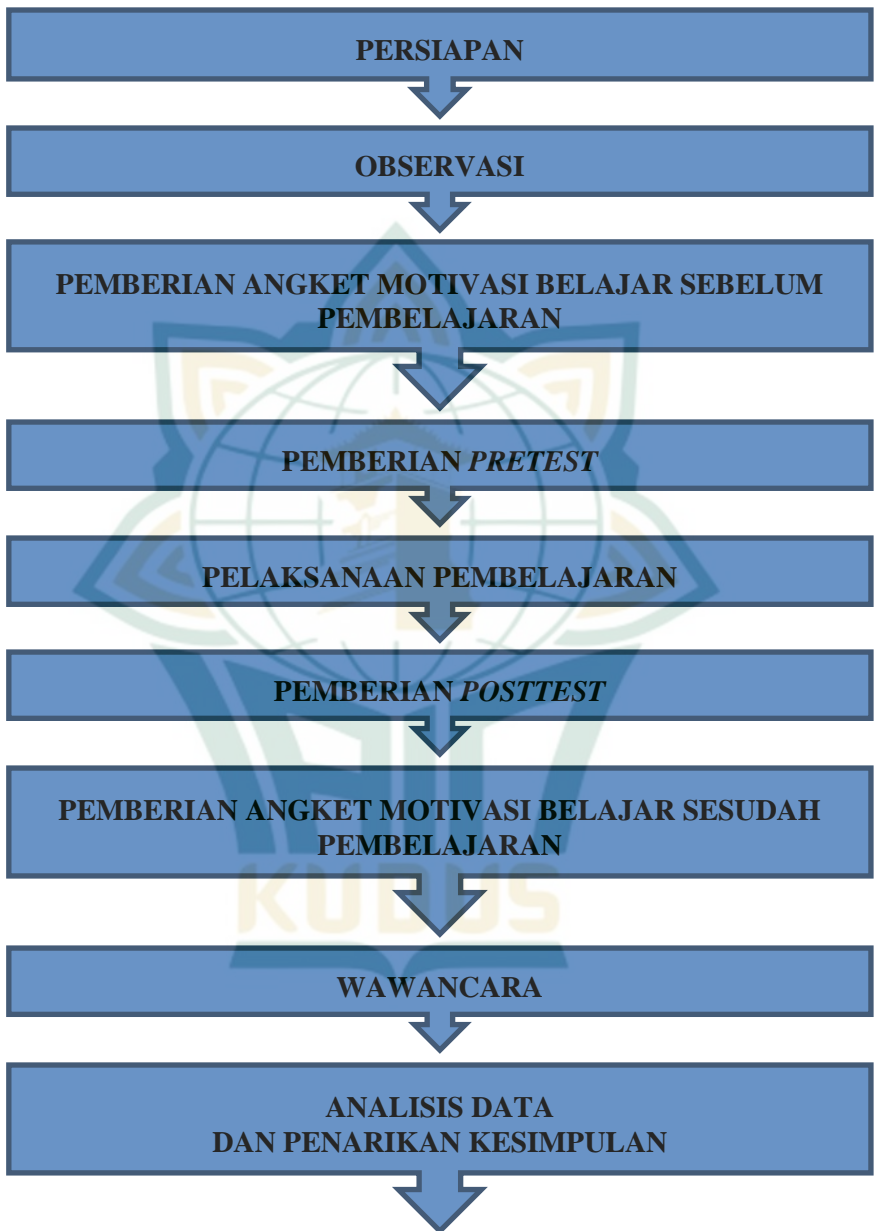 PERSIAPAN
OBSERVASI
PEMBERIAN ANGKET MOTIVASI BELAJAR SEBELUM
PEMBELAJARAN
PEMBERIAN PRETEST
PELAKSANAAN PEMBELAJARAN
PEMBERIAN POSTTEST
PEMBERIAN ANGKET MOTIVASI BELAJAR SESUDAH
PEMBELAJARAN
KUDUS
WAWANCARA
ANALISIS DATA
DAN PENARIKAN KESIMPULAN